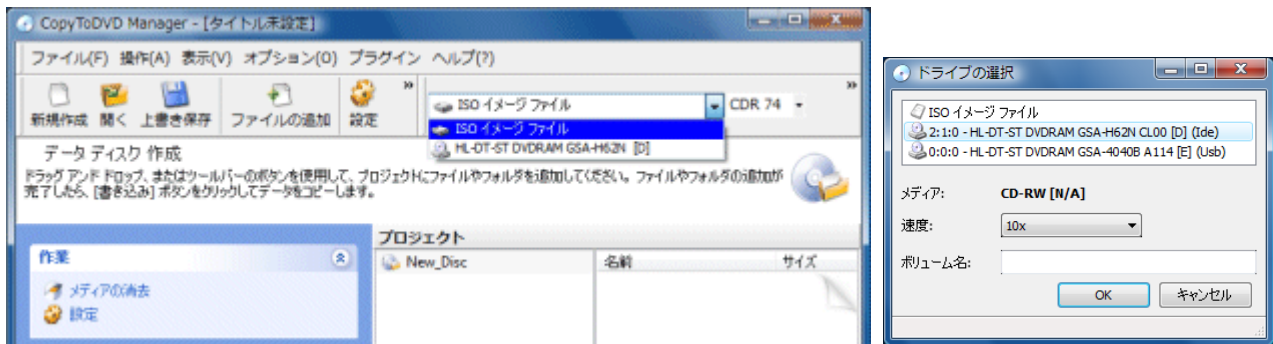 CopyToDVD Manager - [タイトル未設定]
ファイル(F) 操作(A) 表示(V) オプション(O) プラグイン ヘルプ(?)
新規作成 開く 上書き保存 ファイルの追加 設定 » ISO イメージ ファイル CDR 74 »
ISO イメージ ファイル
HL-DT-ST DVDRAM GSA-H62N [D]
データ ディスク 作成
ドラッグ アンド ドロップ、またはツールバーのボタンを使用して、プロジェクトにファイルやフォルダを追加してください。ファイルやフォルダの追加が
完了したら、[書き込み] ボタンをクリックしてデータをコピーします。
作業
メディアの消去
設定
プロジェクト
New_Disc
名前 サイズ
ドライブの選択
ISO イメージ ファイル
2:1:0 - HL-DT-ST DVDRAM GSA-H62N CL00 [D] (Ide)
0:0:0 - HL-DT-ST DVDRAM GSA-4040B A114 [E] (Usb)
メディア: CD-RW [N/A]
速度: 10x
ボリューム名:
OK キャンセル